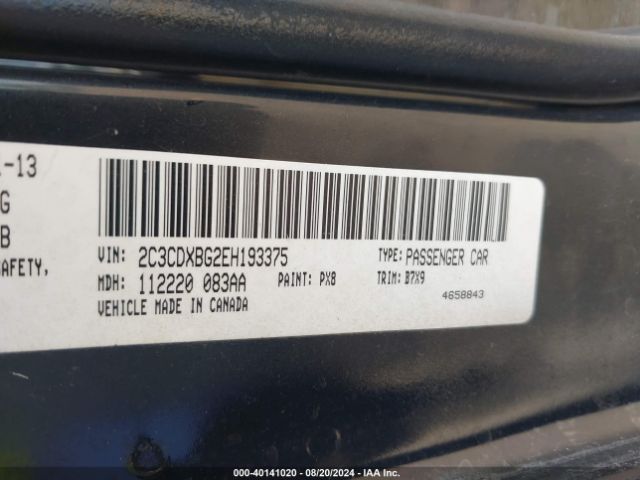 -13
G
B
SAFETY,
VIN: 2C3CDXBG2EH193375 TYPE: PASSENGER CAR
MDH: 112220 083AA PAINT: PX8 TRIM: B7X9
VEHICLE MADE IN CANADA 4658843
000-40141020 - 08/20/2024 - IAA Inc.